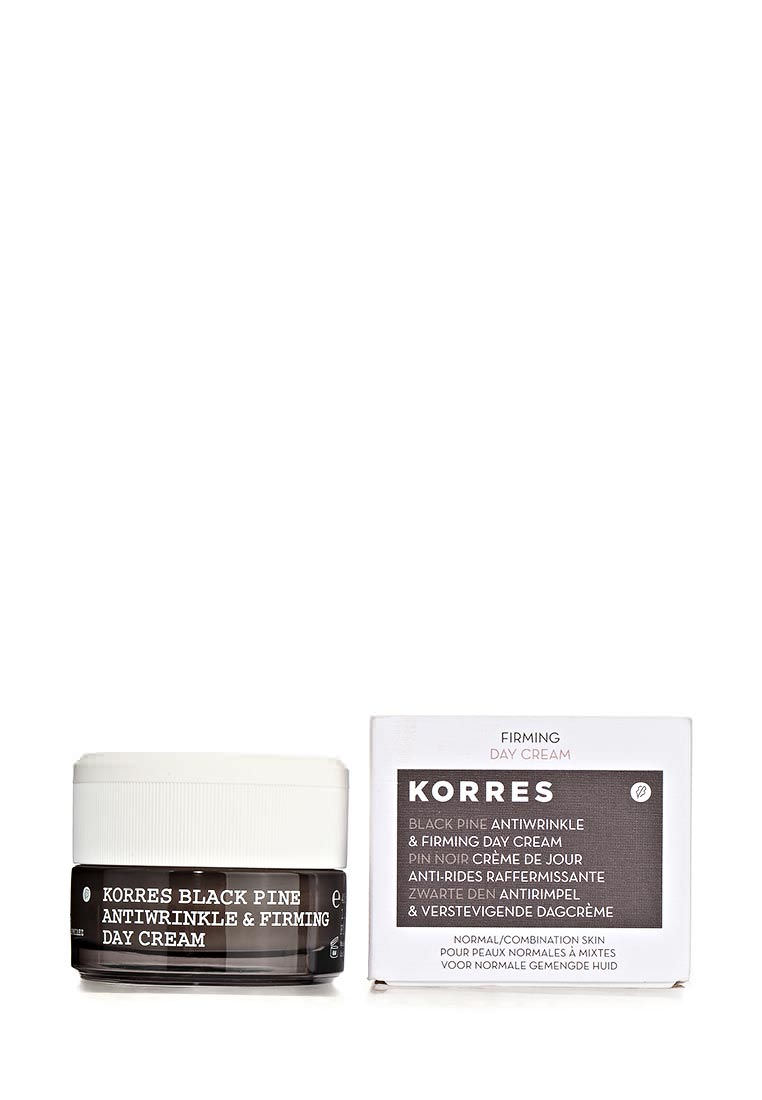 KORRES BLACK PINE
ANTIWRINKLE & FIRMING
DAY CREAM
e
FIRMING
DAY CREAM
KORRES
BLACK PINE ANTIWRINKLE
& FIRMING DAY CREAM
PIN NOIR CRÈME DE JOUR
ANTI-RIDES RAFFERMISSANTE
ZWARTE DEN ANTIRIMPEL
& VERSTEVIGENDE DAGCRÈME
NORMAL/COMBINATION SKIN
POUR PEAUX NORMALES À MIXTES
VOOR NORMALE GEMENGDE HUID